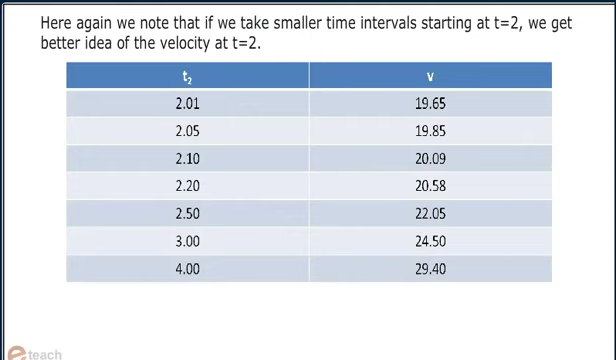 Here again we note that if we take smaller time intervals starting at t=2, we get
better idea of the velocity at t=2.
t₂ v
2.01 19.65
2.05 19.85
2.10 20.09
2.20 20.58
2.50 22.05
3.00 24.50
4.00 29.40
eteach